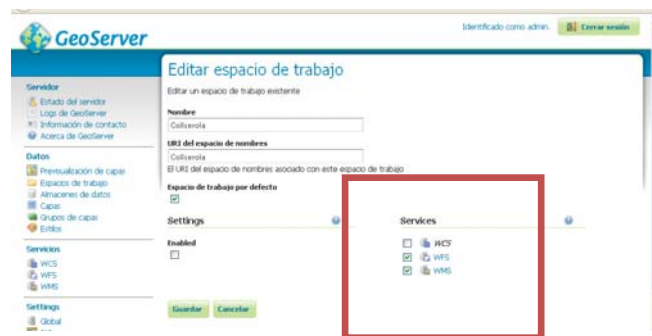 GeoServer
Identificado como admin.
Cerrar sesión
Servidor
Estado del servidor
Logs de GeoServer
Información de contacto
Acerca de GeoServer
Datos
Previsualización de capas
Espacios de trabajo
Almacenes de datos
Capas
Grupos de capas
Estilos
Servicios
WCS
WFS
WMS
Settings
Global
Editar espacio de trabajo
Editar un espacio de trabajo existente
Nombre
Collserola
URI del espacio de nombres
Collserola
El URI del espacio de nombres asociado con este espacio de trabajo
Espacio de trabajo por defecto
Settings
Enabled
Services
WCS
WFS
WMS
Guardar
Cancelar